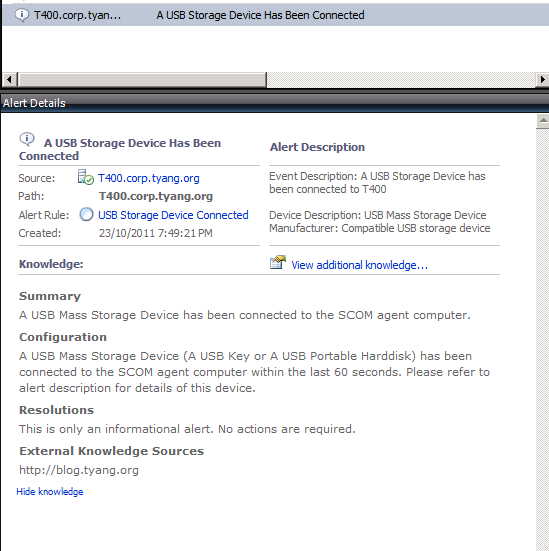 T400.corp.tyan... A USB Storage Device Has Been Connected
Alert Details
A USB Storage Device Has Been
Connected
Source: T400.corp.tyang.org
Path: T400.corp.tyang.org
Alert Rule: USB Storage Device Connected
Created: 23/10/2011 7:49:21 PM
Alert Description
Event Description: A USB Storage Device has
been connected to T400
Device Description: USB Mass Storage Device
Manufacturer: Compatible USB storage device
Knowledge: View additional knowledge...
Summary
A USB Mass Storage Device has been connected to the SCOM agent computer.
Configuration
A USB Mass Storage Device (A USB Key or A USB Portable Harddisk) has been
connected to the SCOM agent computer within the last 60 seconds. Please refer to
alert description for details of this device.
Resolutions
This is only an informational alert. No actions are required.
External Knowledge Sources
http://blog.tyang.org
Hide knowledge